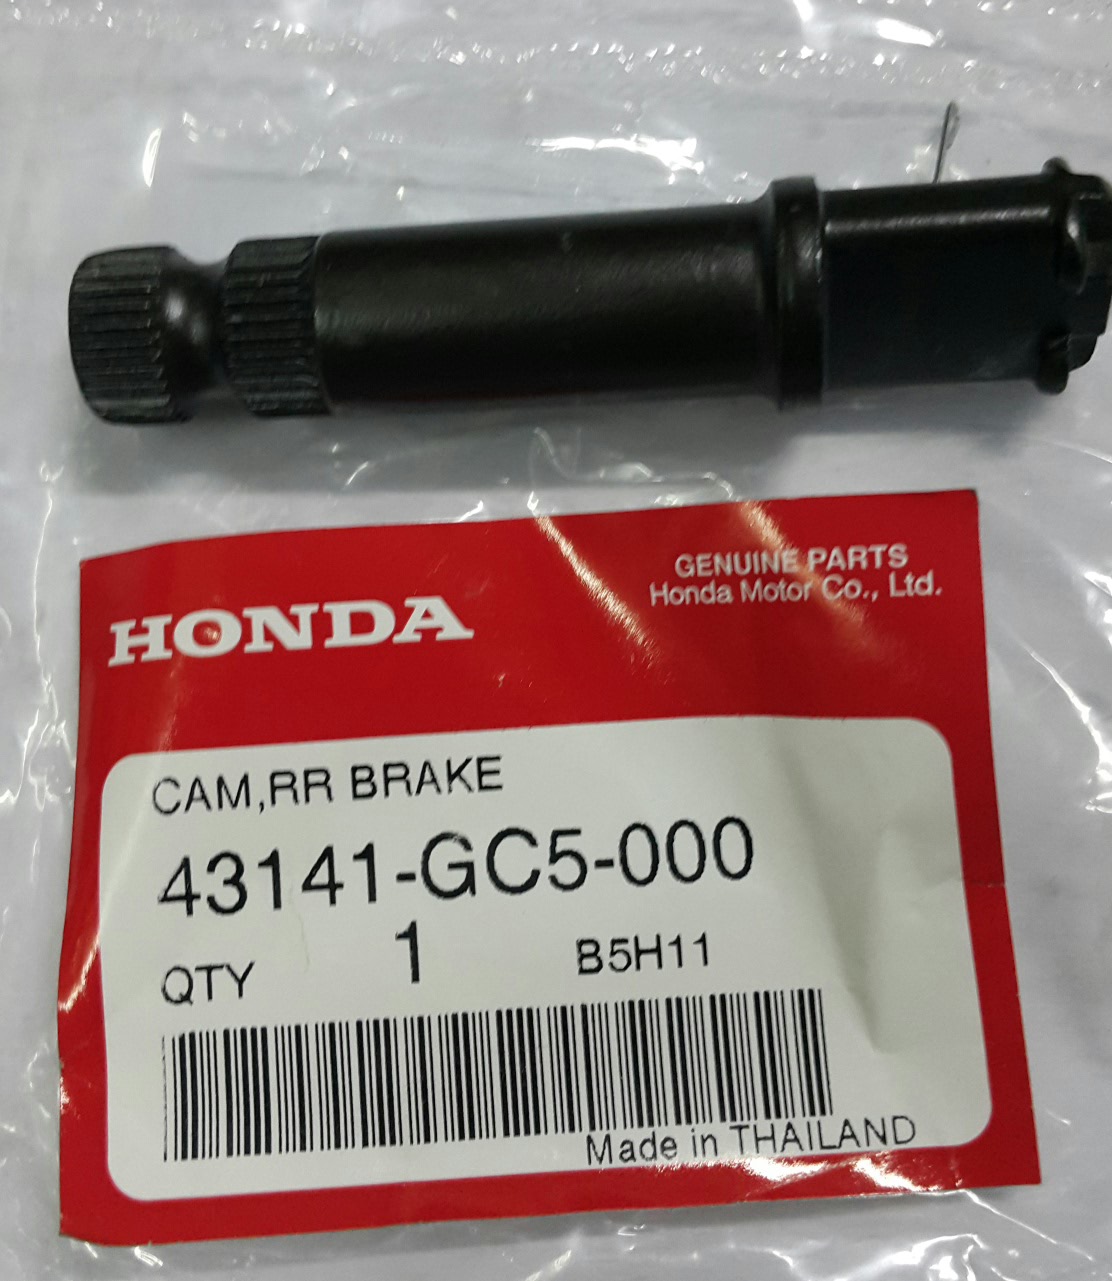 HONDA
GENUINE PARTS
Honda Motor Co., Ltd.
CAM,RR BRAKE
43141-GC5-000
QTY 1 B5H11
Made in THAILAND